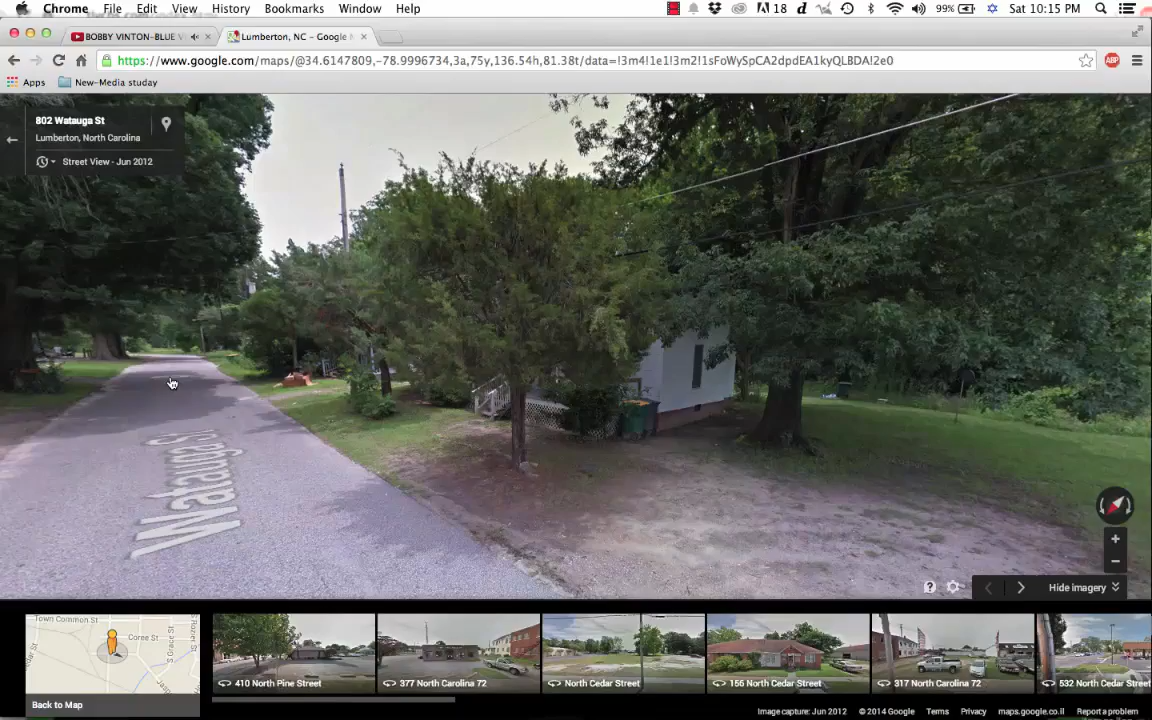 Chrome File Edit View History Bookmarks Window Help
18 99% Sat 10:15 PM
BOBBY VINTON-BLUE V
Lumberton, NC - Google M
https://www.google.com/maps/@34.6147809,-78.9996734,3a,75y,136.54h,81.38t/data=!3m4!1e1!3m2!1sFoWySpCA2dpdEA1kyQLBDA!2e0
ABP
Apps New-Media studay
802 Watauga St
Lumberton, North Carolina
Street View - Jun 2012
Watauga St
Hide imagery
Town Common St
Coree St
S Grace St
Back to Map
410 North Pine Street
377 North Carolina 72
North Cedar Street
156 North Cedar Street
317 North Carolina 72
532 North Cedar Street
Image capture: Jun 2012 © 2014 Google Terms Privacy maps.google.co.il Report a problem